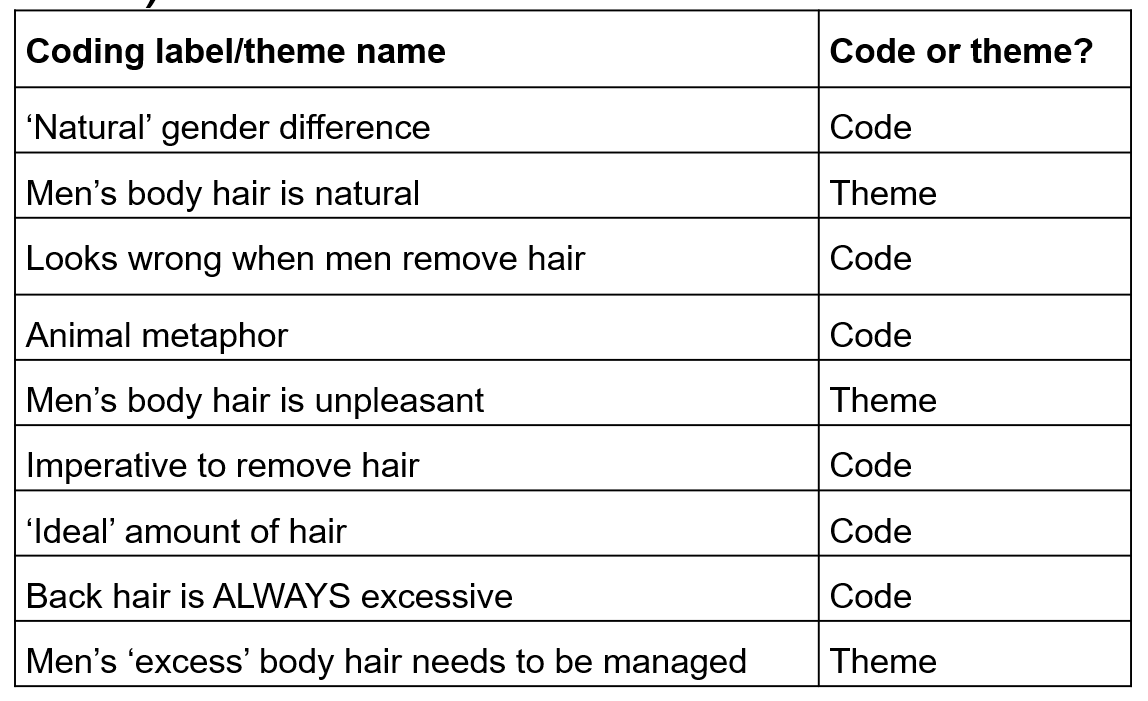 Coding label/theme name Code or theme?
‘Natural’ gender difference Code
Men’s body hair is natural Theme
Looks wrong when men remove hair Code
Animal metaphor Code
Men’s body hair is unpleasant Theme
Imperative to remove hair Code
‘Ideal’ amount of hair Code
Back hair is ALWAYS excessive Code
Men’s ‘excess’ body hair needs to be managed Theme